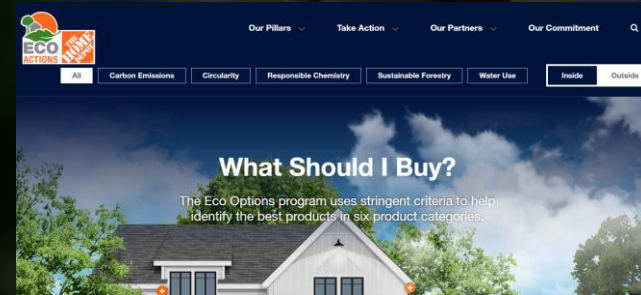 ECO
ACTIONS
THE
HOME
DEPOT
Our Pillars
Take Action
Our Partners
Our Commitment
All
Carbon Emissions
Circularity
Responsible Chemistry
Sustainable Forestry
Water Use
Inside
Outside
What Should I Buy?
The Eco Options program uses stringent criteria to help
identify the best products in six product categories.